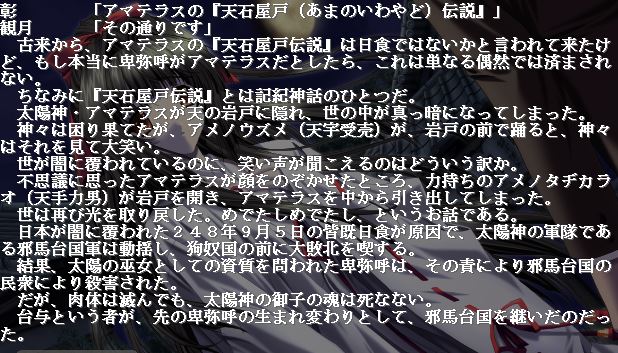 彰　　　「アマテラスの『天石屋戸（あまのいわやど）伝説』」
観月　　「その通りです」
　古来から、アマテラスの『天石屋戸伝説』は日食ではないかと言われて来たけ
ど、もし本当に卑弥呼がアマテラスだとしたら、これは単なる偶然では済まされ
ない。
　ちなみに『天石屋戸伝説』とは記紀神話のひとつだ。
　太陽神・アマテラスが天の岩戸に隠れ、世の中が真っ暗になってしまった。
　神々は困り果てたが、アメノウズメ（天宇受売）が、岩戸の前で踊ると、神々
はそれを見て大笑い。
　世が闇に覆われているのに、笑い声が聞こえるのはどういう訳か。
　不思議に思ったアマテラスが顔をのぞかせたところ、力持ちのアメノタヂカラ
オ（天手力男）が岩戸を開き、アマテラスを中から引き出してしまった。
　世は再び光を取り戻した。めでたしめでたし、というお話である。
　日本が闇に覆われた２４８年９月５日の皆既日食が原因で、太陽神の軍隊であ
る邪馬台国軍は動揺し、狗奴国の前に大敗北を喫する。
　結果、太陽の巫女としての資質を問われた卑弥呼は、その責により邪馬台国の
民衆により殺害された。
　だが、肉体は滅んでも、太陽神の御子の魂は死なない。
　台与という者が、先の卑弥呼の生まれ変わりとして、邪馬台国を継いだのだっ
た。